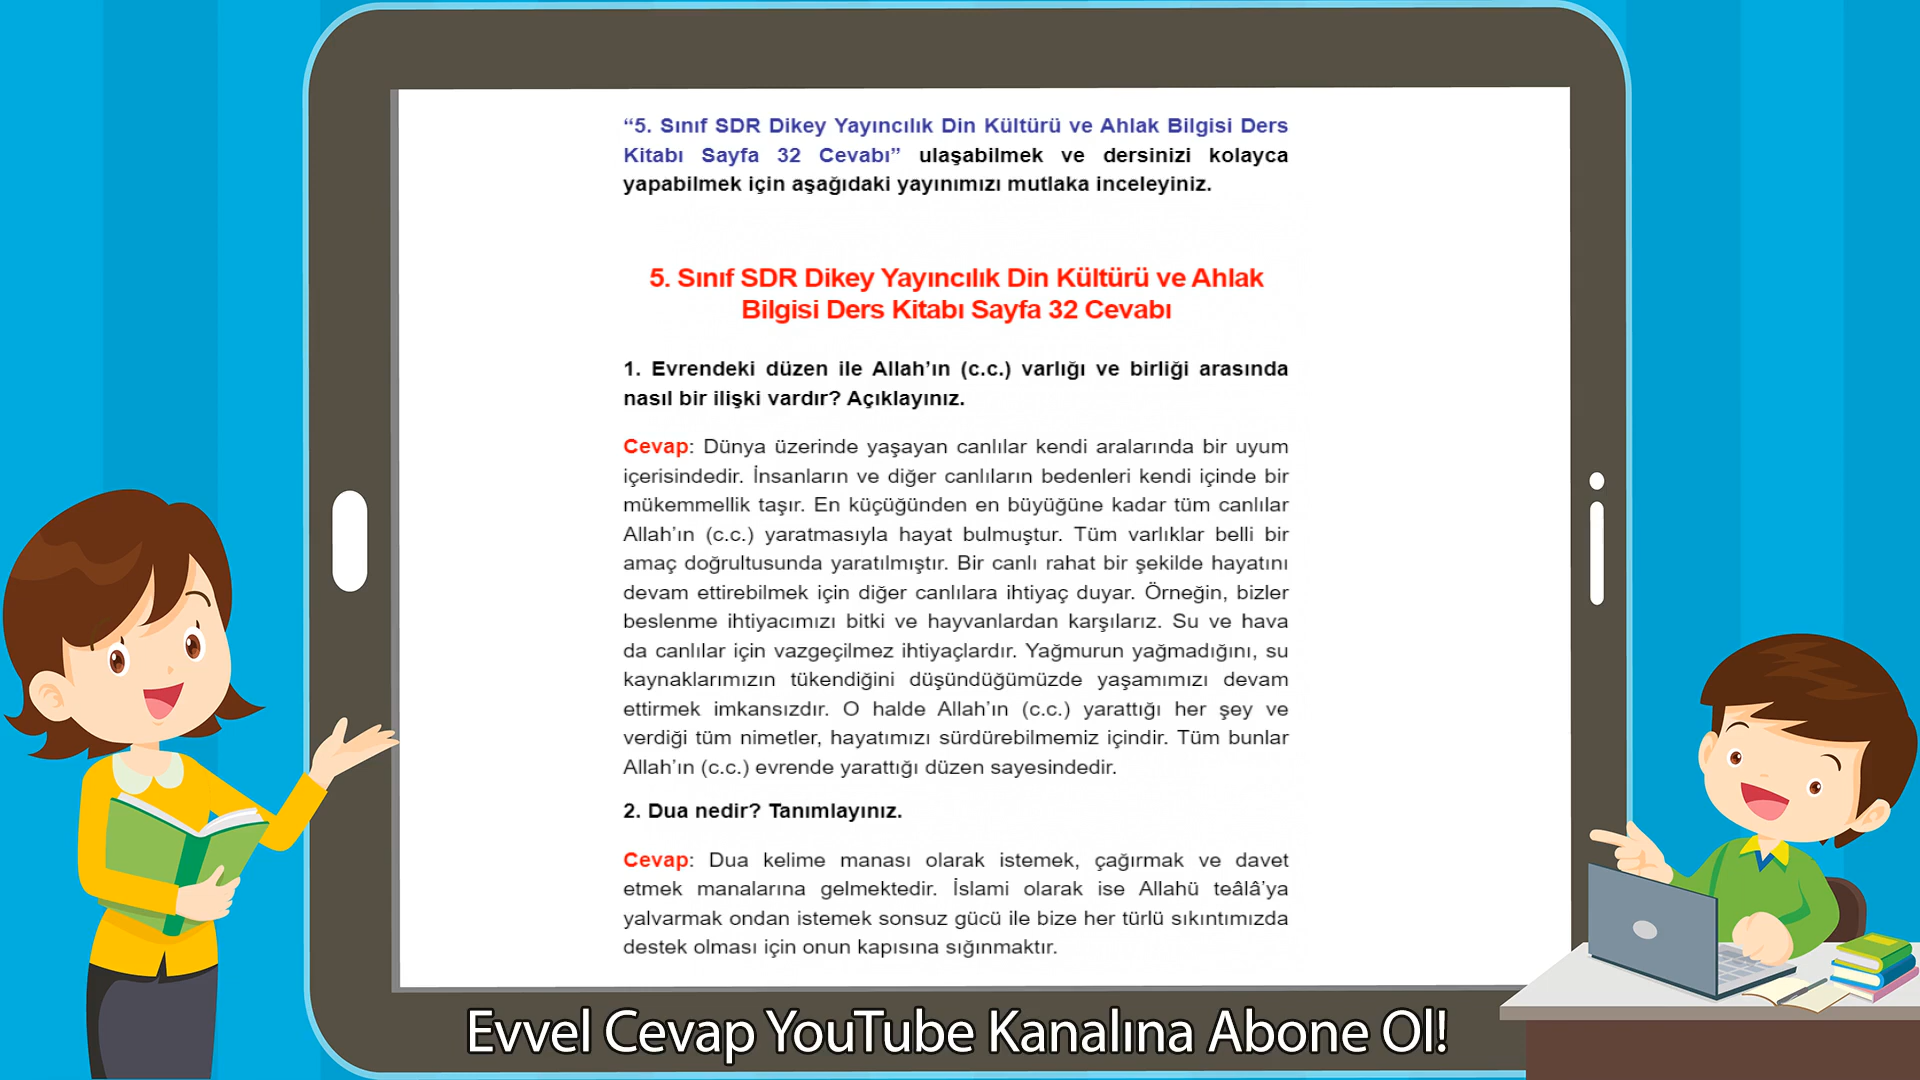 “5. Sınıf SDR Dikey Yayıncılık Din Kültürü ve Ahlak Bilgisi Ders
Kitabı Sayfa 32 Cevabı” ulaşabilmek ve dersinizi kolayca
yapabilmek için aşağıdaki yayınımızı mutlaka inceleyiniz.
5. Sınıf SDR Dikey Yayıncılık Din Kültürü ve Ahlak
Bilgisi Ders Kitabı Sayfa 32 Cevabı
1. Evrendeki düzen ile Allah’ın (c.c.) varlığı ve birliği arasında
nasıl bir ilişki vardır? Açıklayınız.
Cevap: Dünya üzerinde yaşayan canlılar kendi aralarında bir uyum
içerisindedir. İnsanların ve diğer canlıların bedenleri kendi içinde bir
mükemmellik taşır. En küçüğünden en büyüğüne kadar tüm canlılar
Allah’ın (c.c.) yaratmasıyla hayat bulmuştur. Tüm varlıklar belli bir
amaç doğrultusunda yaratılmıştır. Bir canlı rahat bir şekilde hayatını
devam ettirebilmek için diğer canlılara ihtiyaç duyar. Örneğin, bizler
beslenme ihtiyacımızı bitki ve hayvanlardan karşılarız. Su ve hava
da canlılar için vazgeçilmez ihtiyaçlardır. Yağmurun yağmadığını, su
kaynaklarımızın tükendiğini düşündüğümüzde yaşamımızı devam
ettirmek imkansızdır. O halde Allah’ın (c.c.) yarattığı her şey ve
verdiği tüm nimetler, hayatımızı sürdürebilmemiz içindir. Tüm bunlar
Allah’ın (c.c.) evrende yarattığı düzen sayesindedir.
2. Dua nedir? Tanımlayınız.
Cevap: Dua kelime manası olarak istemek, çağırmak ve davet
etmek manalarına gelmektedir. İslami olarak ise Allahü teâlâ’ya
yalvarmak ondan istemek sonsuz gücü ile bize her türlü sıkıntımızda
destek olması için onun kapısına sığınmaktır.
Evvel Cevap YouTube Kanalına Abone Ol!